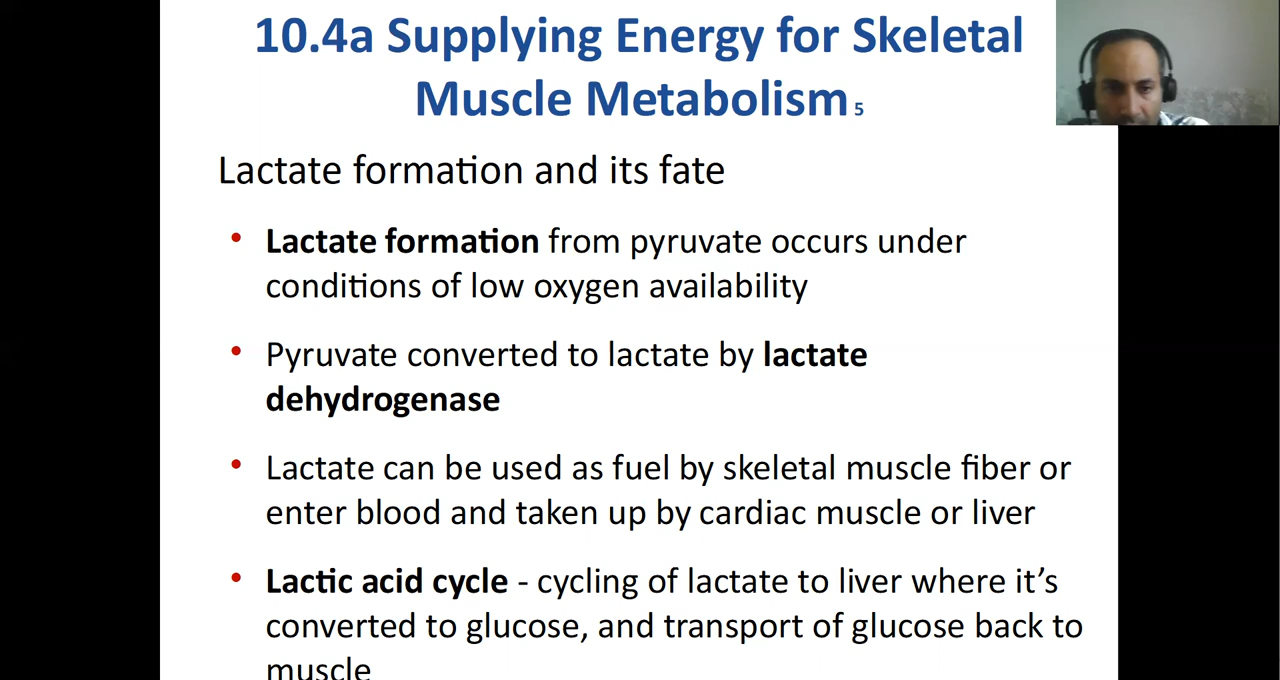 10.4a Supplying Energy for Skeletal
Muscle Metabolism 5
Lactate formation and its fate
• Lactate formation from pyruvate occurs under
conditions of low oxygen availability
• Pyruvate converted to lactate by lactate
dehydrogenase
• Lactate can be used as fuel by skeletal muscle fiber or
enter blood and taken up by cardiac muscle or liver
• Lactic acid cycle - cycling of lactate to liver where it’s
converted to glucose, and transport of glucose back to
muscle